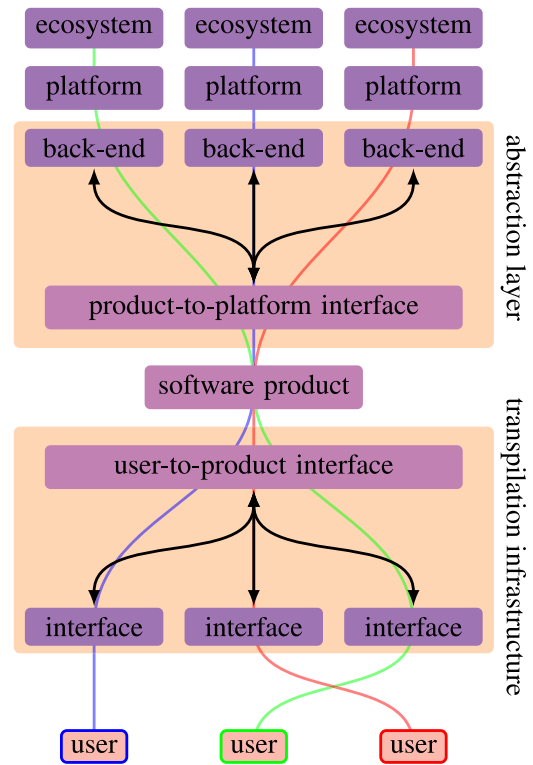 ecosystem ecosystem ecosystem
platform platform platform
back-end back-end back-end
abstraction layer
product-to-platform interface
software product
transpilation infrastructure
user-to-product interface
interface interface interface
user user user